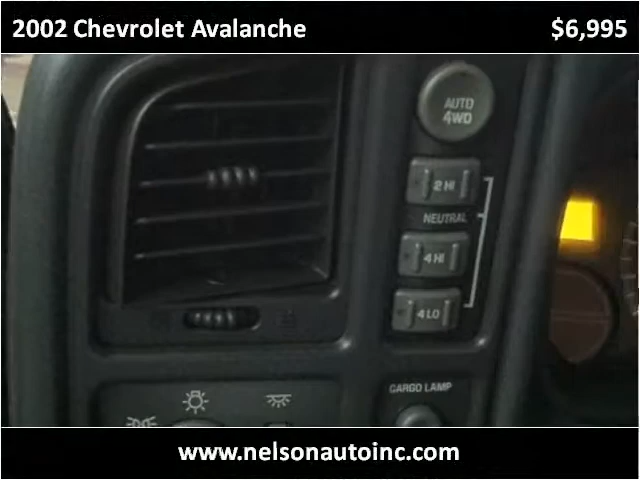 2002 Chevrolet Avalanche $6,995
AUTO
4WD
2 HI
NEUTRAL
4 HI
4 LO
CARGO LAMP
www.nelsonautoinc.com